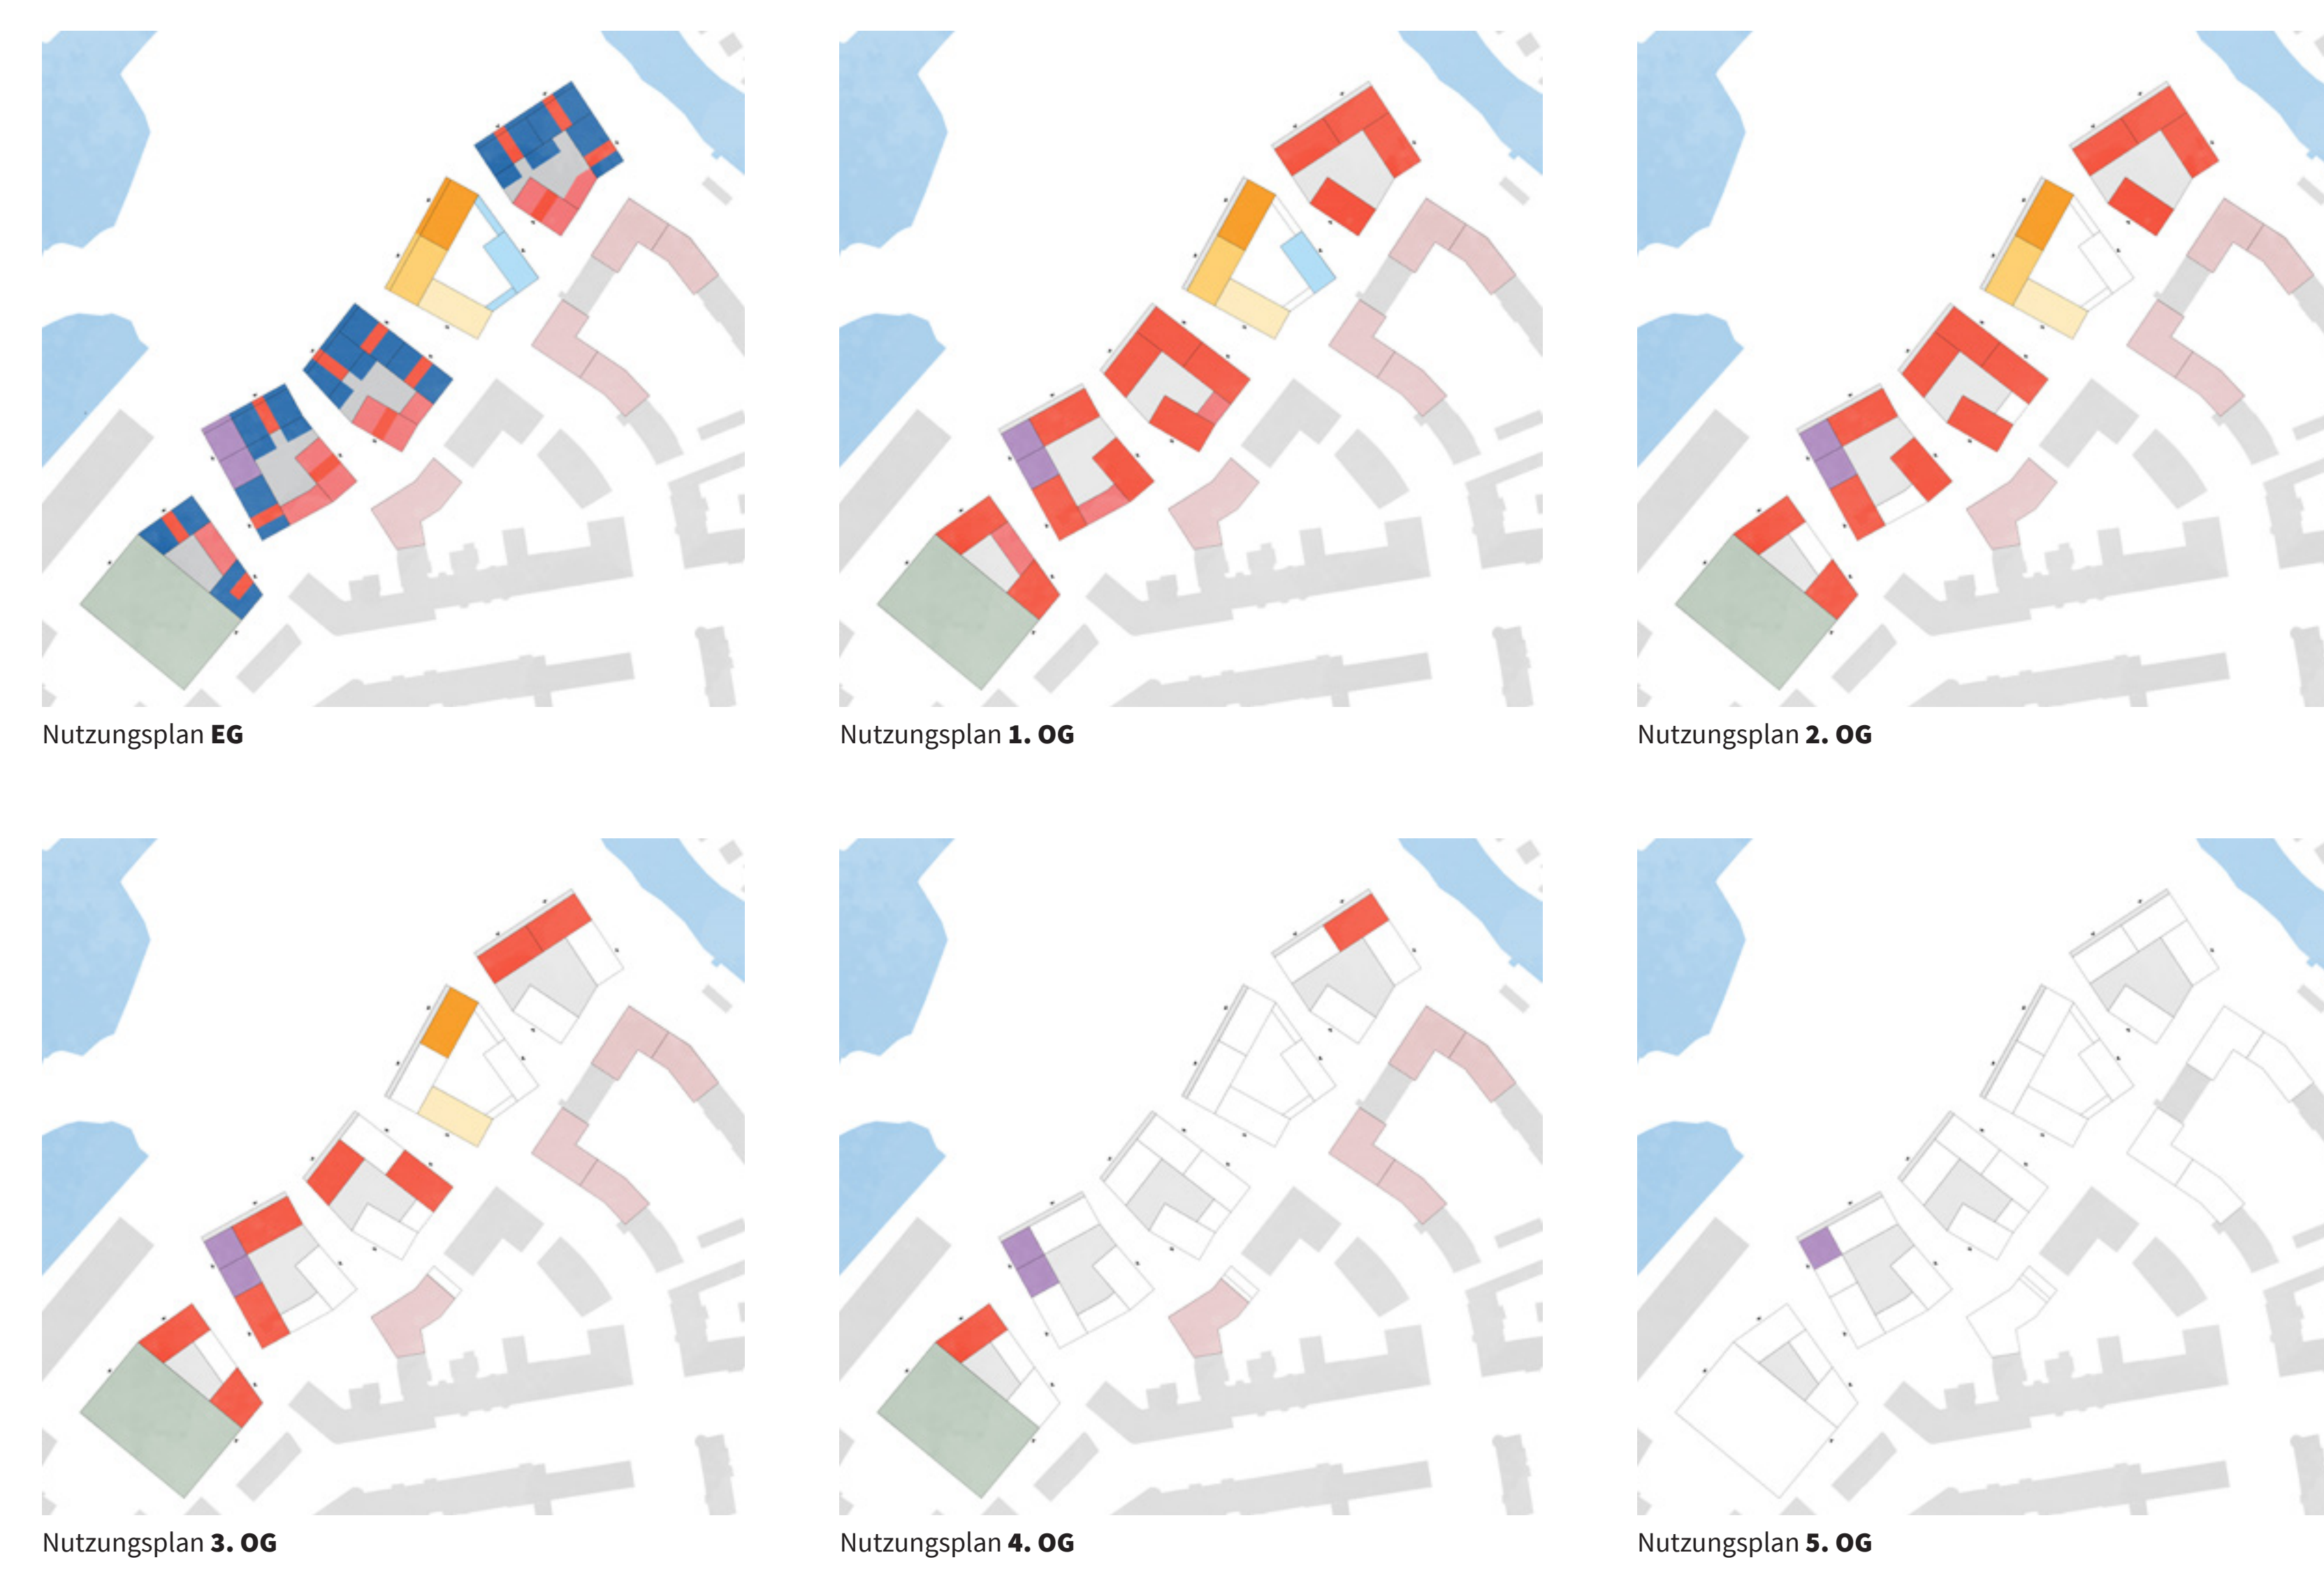 Nutzungsplan EG
Nutzungsplan 1. OG
Nutzungsplan 2. OG
Nutzungsplan 3. OG
Nutzungsplan 4. OG
Nutzungsplan 5. OG